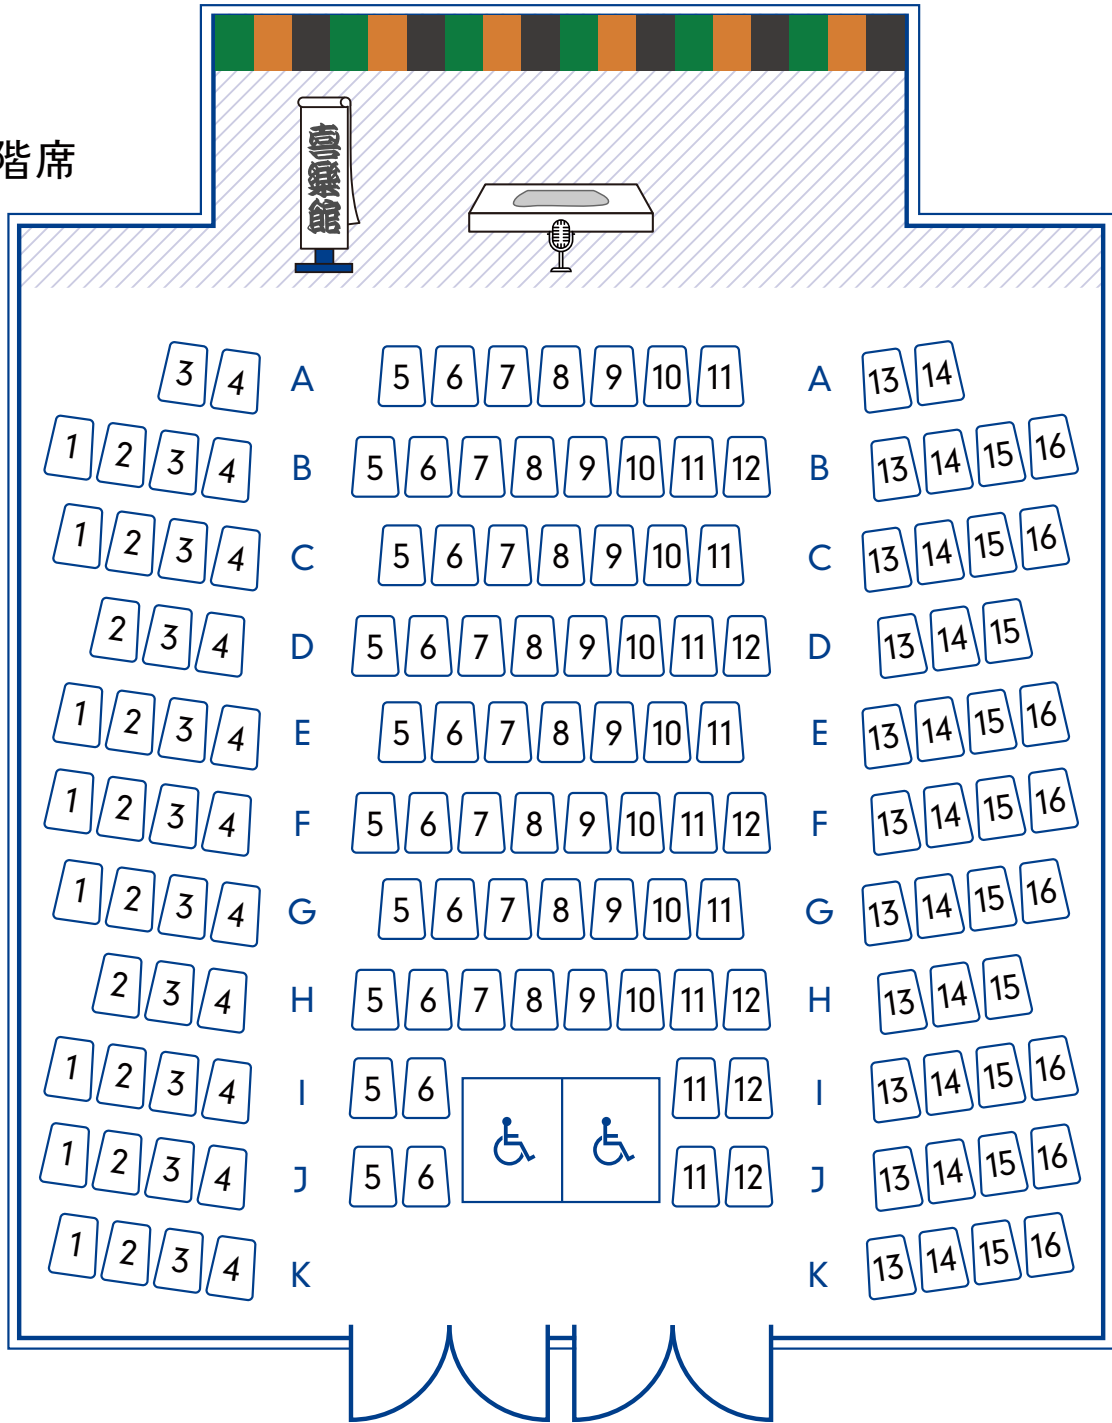 階席
喜楽館
3 4 A 5 6 7 8 9 10 11 A 13 14
1 2 3 4 B 5 6 7 8 9 10 11 12 B 13 14 15 16
1 2 3 4 C 5 6 7 8 9 10 11 C 13 14 15 16
2 3 4 D 5 6 7 8 9 10 11 12 D 13 14 15
1 2 3 4 E 5 6 7 8 9 10 11 E 13 14 15 16
1 2 3 4 F 5 6 7 8 9 10 11 12 F 13 14 15 16
1 2 3 4 G 5 6 7 8 9 10 11 G 13 14 15 16
2 3 4 H 5 6 7 8 9 10 11 12 H 13 14 15
1 2 3 4 I 5 6 11 12 I 13 14 15 16
1 2 3 4 J 5 6 11 12 J 13 14 15 16
1 2 3 4 K K 13 14 15 16